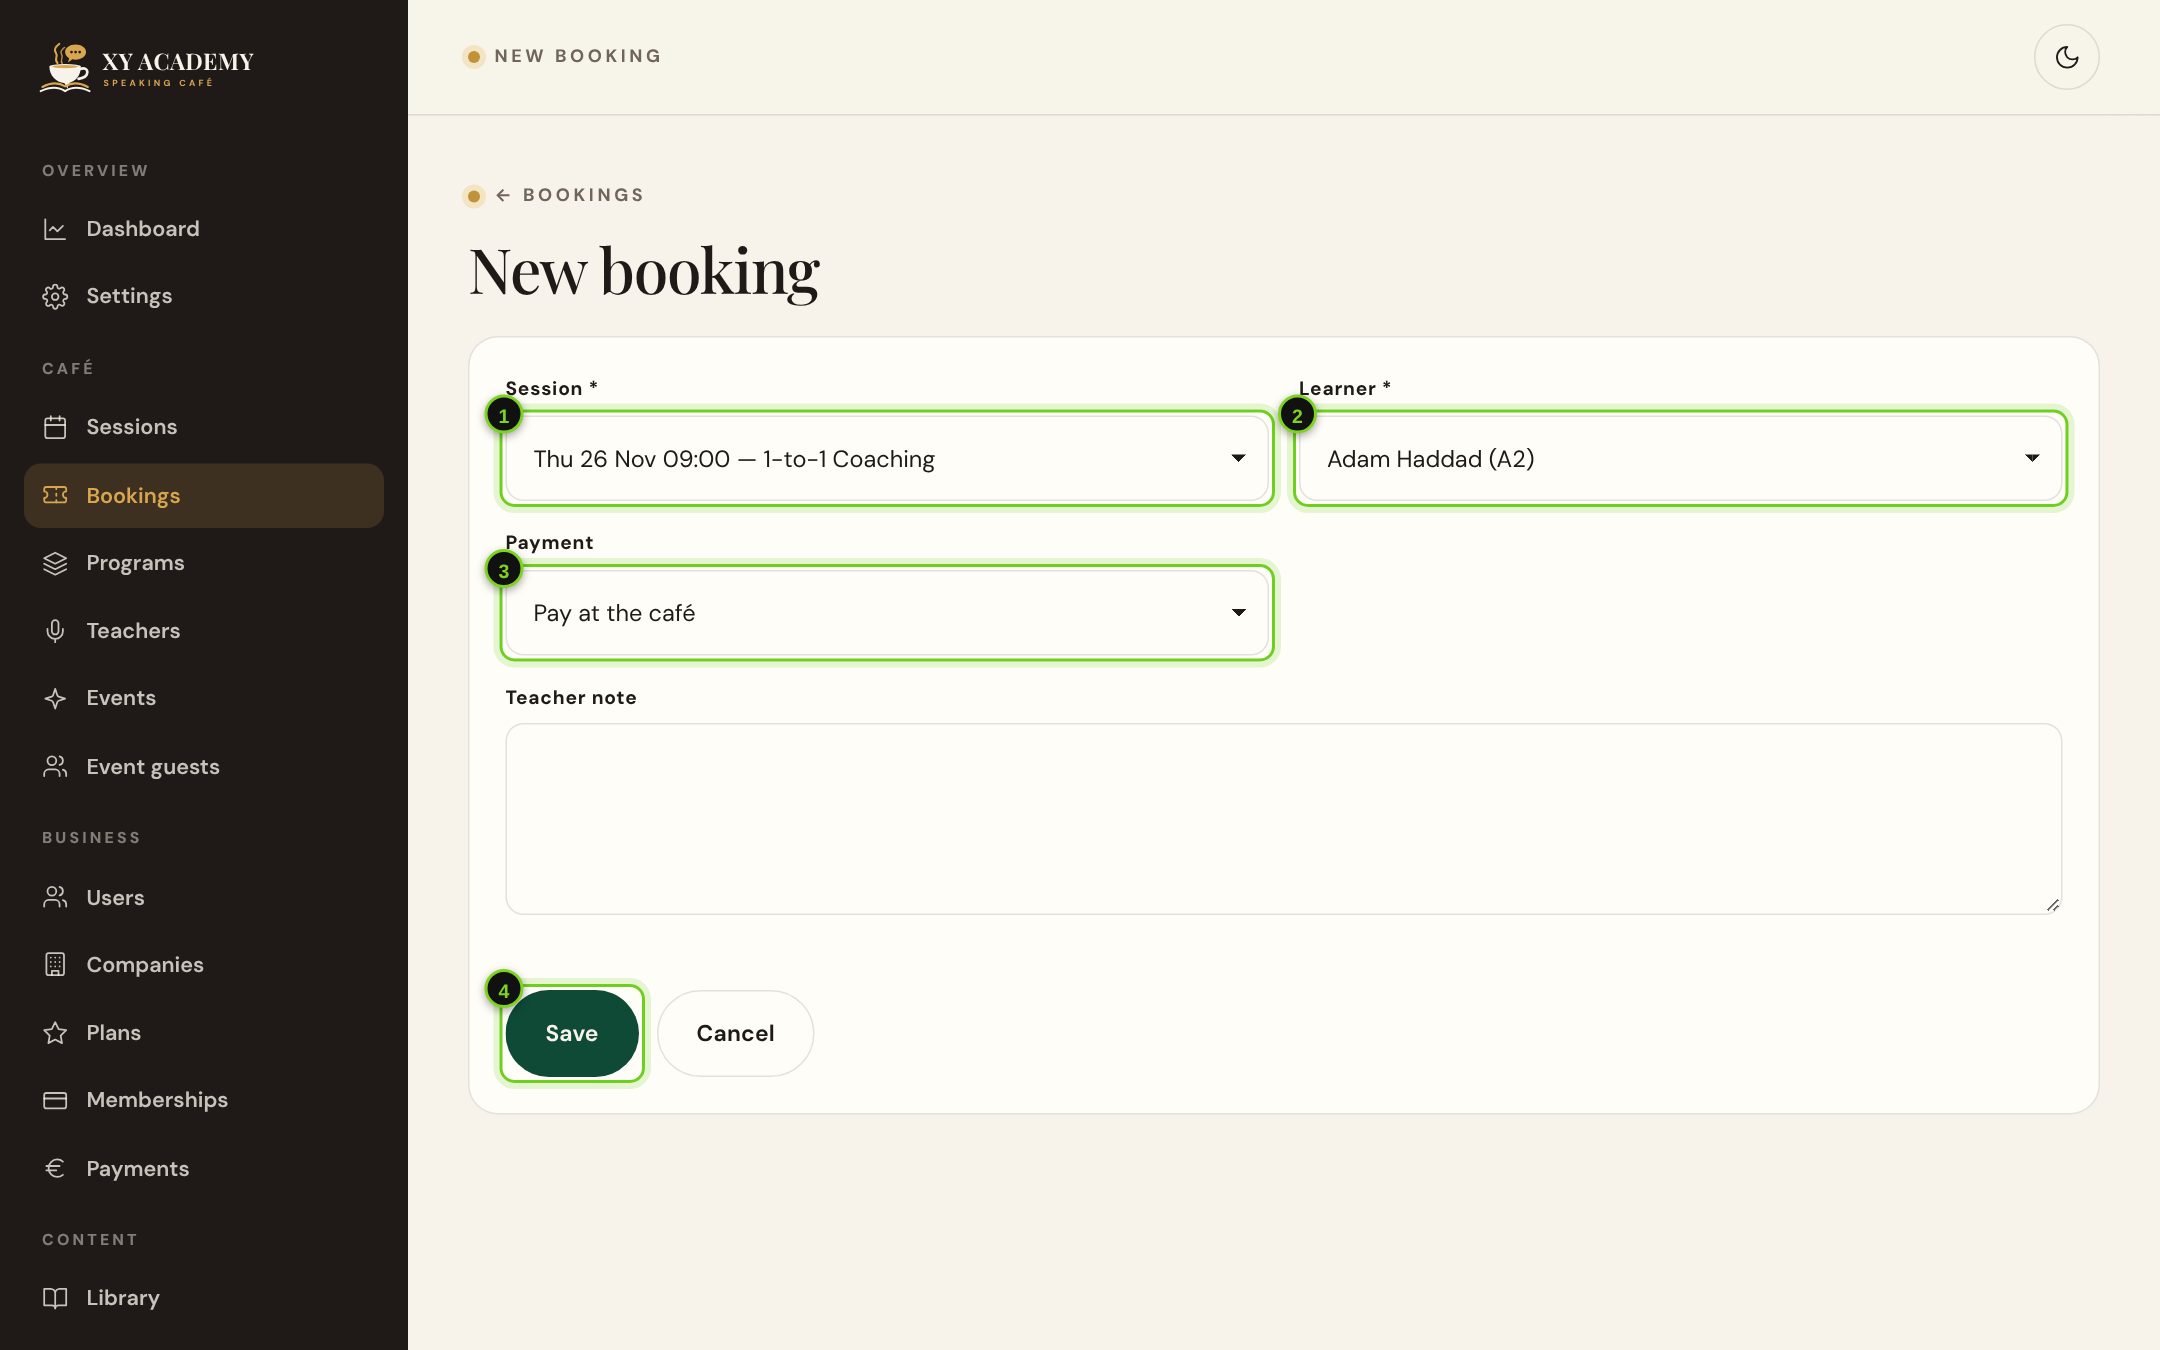 XY ACADEMY
SPEAKING CAFÉ
OVERVIEW
Dashboard
Settings
CAFÉ
Sessions
Bookings
Programs
Teachers
Events
Event guests
BUSINESS
Users
Companies
Plans
Memberships
Payments
CONTENT
Library
NEW BOOKING
← BOOKINGS
New booking
Session *
1
Thu 26 Nov 09:00 — 1-to-1 Coaching
Learner *
2
Adam Haddad (A2)
Payment
3
Pay at the café
Teacher note
4
Save
Cancel